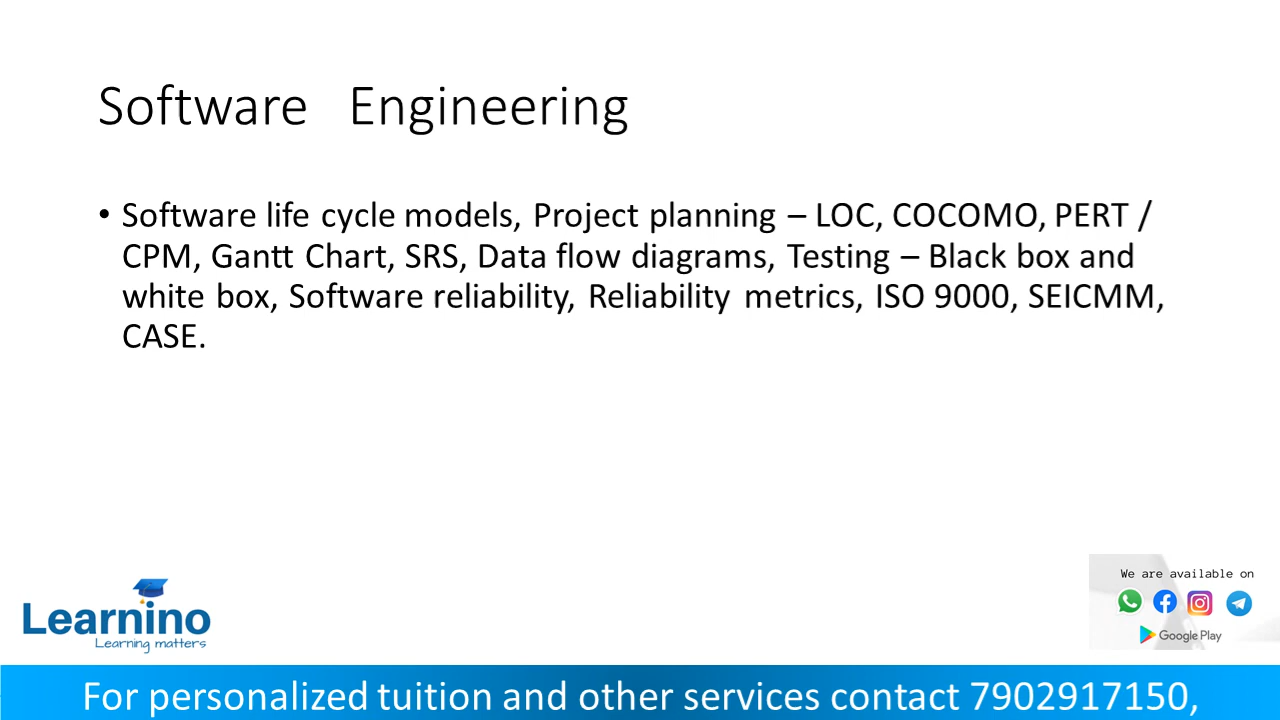 Software Engineering
• Software life cycle models, Project planning – LOC, COCOMO, PERT /
CPM, Gantt Chart, SRS, Data flow diagrams, Testing – Black box and
white box, Software reliability, Reliability metrics, ISO 9000, SEICMM,
CASE.
We are available on
Google Play
Learnino
Learning matters
For personalized tuition and other services contact 7902917150,